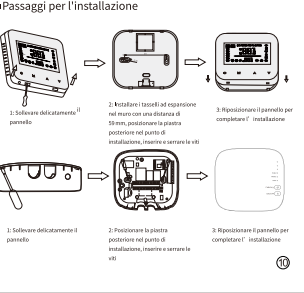 Passaggi per l'installazione
1: Sollevare delicatamente il
pannello
2: Installare i tasselli ad espansione
nel muro con una distanza di
59 mm, posizionare la piastra
posteriore nel punto di
installazione, inserire e serrare le viti
3: Riposizionare il pannello per
completare l' installazione
1: Sollevare delicatamente il
pannello
2: Posizionare la piastra
posteriore nel punto di
installazione, inserire e serrare le
viti
3: Riposizionare il pannello per
completare l' installazione
10